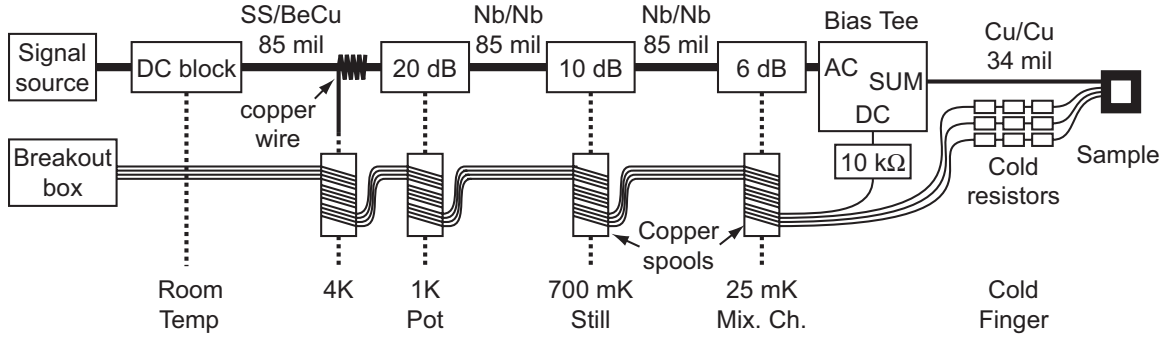 SS/BeCu
85 mil
Nb/Nb
85 mil
Nb/Nb
85 mil
Bias Tee
Cu/Cu
34 mil
Signal
source
DC block
20 dB
10 dB
6 dB
AC
SUM
DC
copper
wire
Breakout
box
10 kΩ
Cold
resistors
Sample
Copper
spools
Room
Temp
4K
1K
Pot
700 mK
Still
25 mK
Mix. Ch.
Cold
Finger